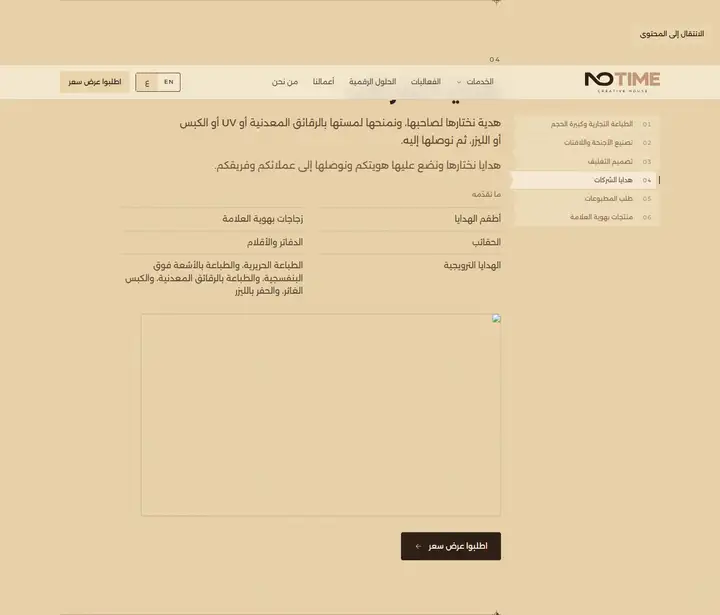 الانتقال إلى المحتوى
04
NOTIME
CREATIVE HOUSE
الخدمات
الفعاليات
الحلول الرقمية
أعمالنا
من نحن
EN
ع
اطلبوا عرض سعر
01 الطباعة التجارية وكبيرة الحجم
02 تصنيع الأجنحة واللافتات
03 تصميم التغليف
04 هدايا الشركات
05 طلب المطبوعات
06 منتجات بهوية العلامة
هدية نختارها لصاحبها، ونمنحها لمستها بالرقائق المعدنية أو UV أو الكبس
أو الليزر، ثم نوصلها إليه.
هدايا نختارها ونضع عليها هويتكم ونوصلها إلى عملائكم وفريقكم.
ما نقدّمه
أطقم الهدايا
زجاجات بهوية العلامة
الحقائب
الدفاتر والأقلام
الهدايا الترويجية
الطباعة الحريرية، والطباعة بالأشعة فوق
البنفسجية، والطباعة بالرقائق المعدنية، والكبس
الغائر، والحفر بالليزر
اطلبوا عرض سعر ←